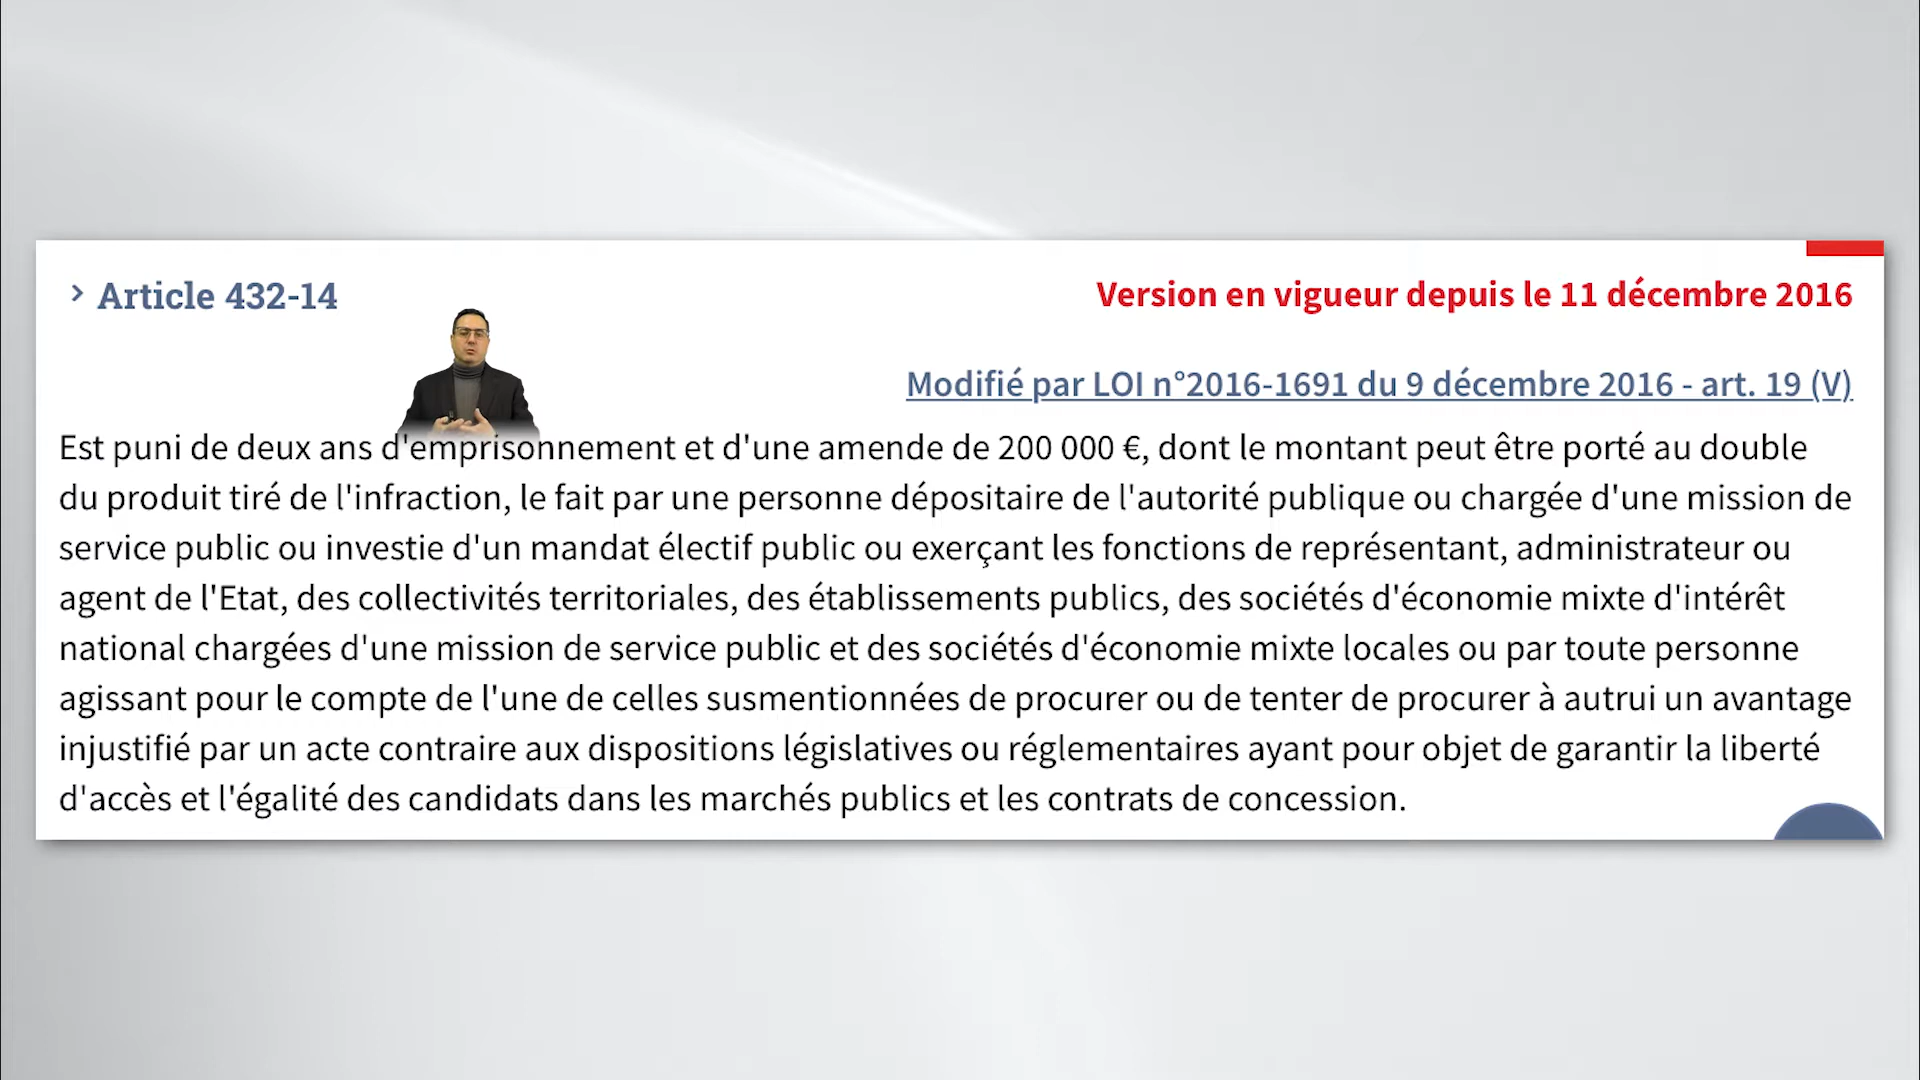 Article 432-14
Version en vigueur depuis le 11 décembre 2016
Modifié par LOI n°2016-1691 du 9 décembre 2016 - art. 19 (V)
Est puni de deux ans d'emprisonnement et d'une amende de 200 000 €, dont le montant peut être porté au double
du produit tiré de l'infraction, le fait par une personne dépositaire de l'autorité publique ou chargée d'une mission de
service public ou investie d'un mandat électif public ou exerçant les fonctions de représentant, administrateur ou
agent de l'Etat, des collectivités territoriales, des établissements publics, des sociétés d'économie mixte d'intérêt
national chargées d'une mission de service public et des sociétés d'économie mixte locales ou par toute personne
agissant pour le compte de l'une de celles susmentionnées de procurer ou de tenter de procurer à autrui un avantage
injustifié par un acte contraire aux dispositions législatives ou réglementaires ayant pour objet de garantir la liberté
d'accès et l'égalité des candidats dans les marchés publics et les contrats de concession.